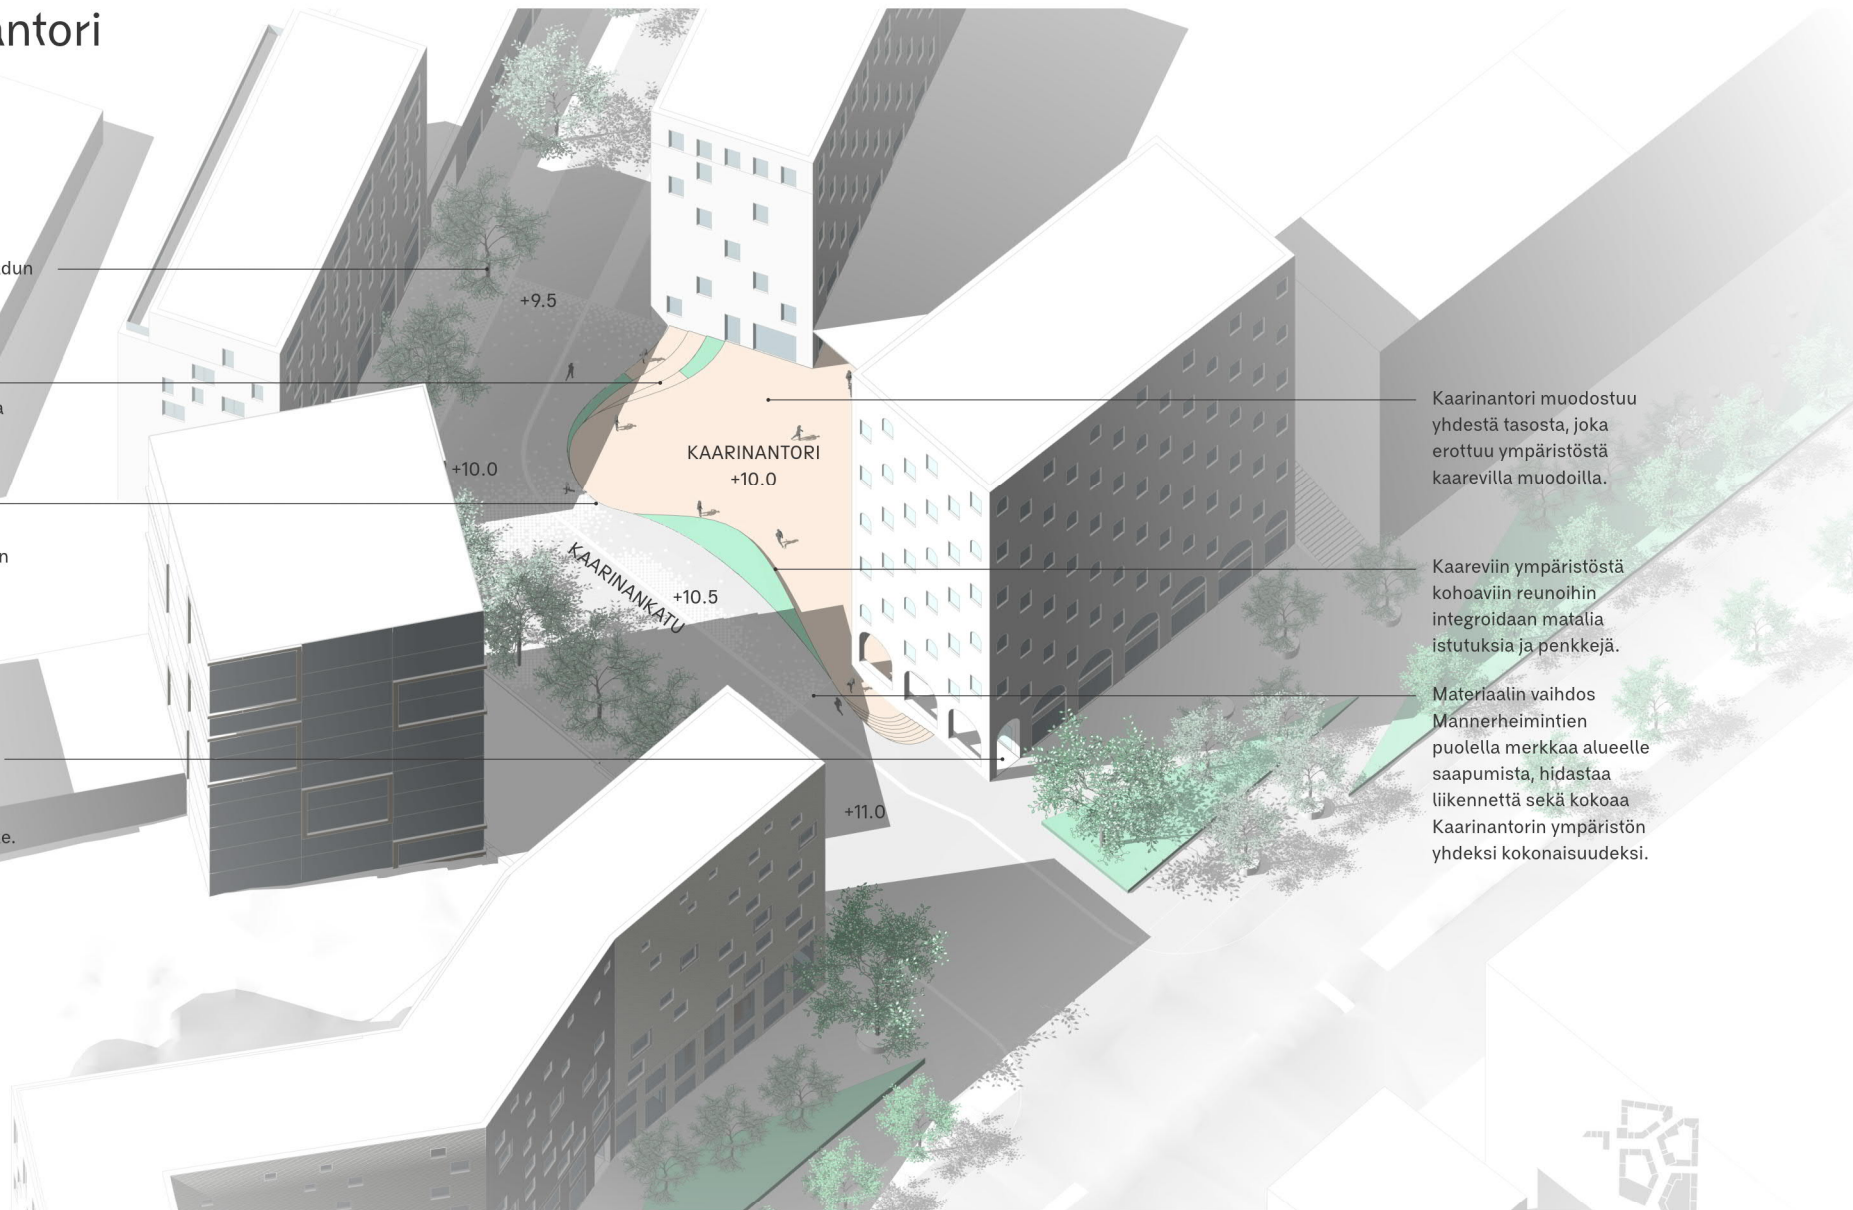 antori
dun
+9.5
a
+10.0
KAARINANTORI
+10.0
n
KAARINANKATU
+10.5
+11.0
e.
Kaarinantori muodostuu
yhdestä tasosta, joka
erottuu ympäristöstä
kaarevilla muodoilla.
Kaareviin ympäristöstä
kohoaviin reunoihin
integroidaan matalia
istutuksia ja penkkejä.
Materiaalin vaihdos
Mannerheimintien
puolella merkkaa alueelle
saapumista, hidastaa
liikennettä sekä kokoaa
Kaarinantorin ympäristön
yhdeksi kokonaisuudeksi.